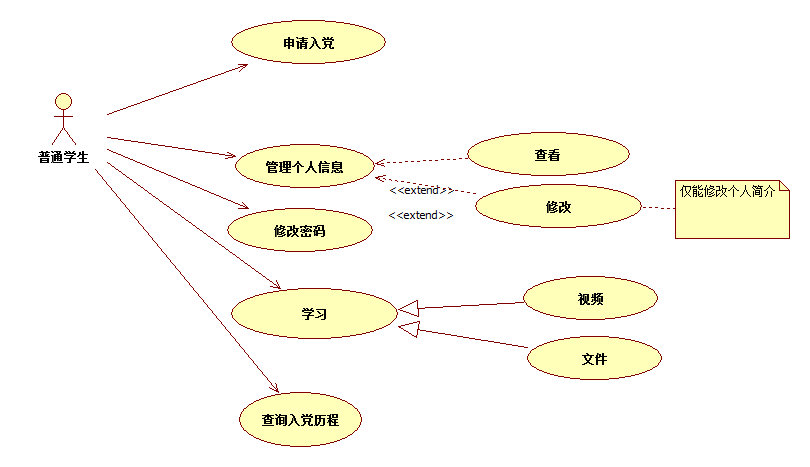 申请入党
普通学生
管理个人信息
查看
<<extend>>
修改
仅能修改个人简介
<<extend>>
修改密码
学习
视频
文件
查询入党历程